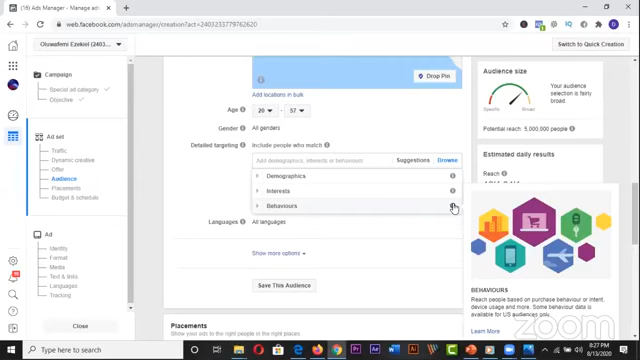 (16) Ads Manager - Manage ads
web.facebook.com/adsmanager/creation?act=2403233779762620
Oluwafemi Ezekiel (2403...
Switch to Quick Creation
Campaign
Special ad category
Objective
Ad set
Traffic
Dynamic creative
Offer
Audience
Placements
Budget & schedule
Ad
Identity
Format
Media
Text & links
Languages
Tracking
Close
Drop Pin
Add locations in bulk
Age
20
-
57
Gender
All genders
Detailed targeting
Include people who match
Add demographics, interests or behaviours
Suggestions
Browse
Demographics
Interests
Behaviours
Languages
All languages
Show more options
Save This Audience
Placements
Show your ads to the right people in the right places
Audience size
Specific
Broad
Your audience selection is fairly broad.
Potential reach: 5,000,000 people
Estimated daily results
Reach
BEHAVIOURS
Reach people based on purchase behaviour or intent, device usage and more. Some behaviour data is available for US audiences only.
Learn More
zoom
Type here to search
8:27 PM
8/13/2020